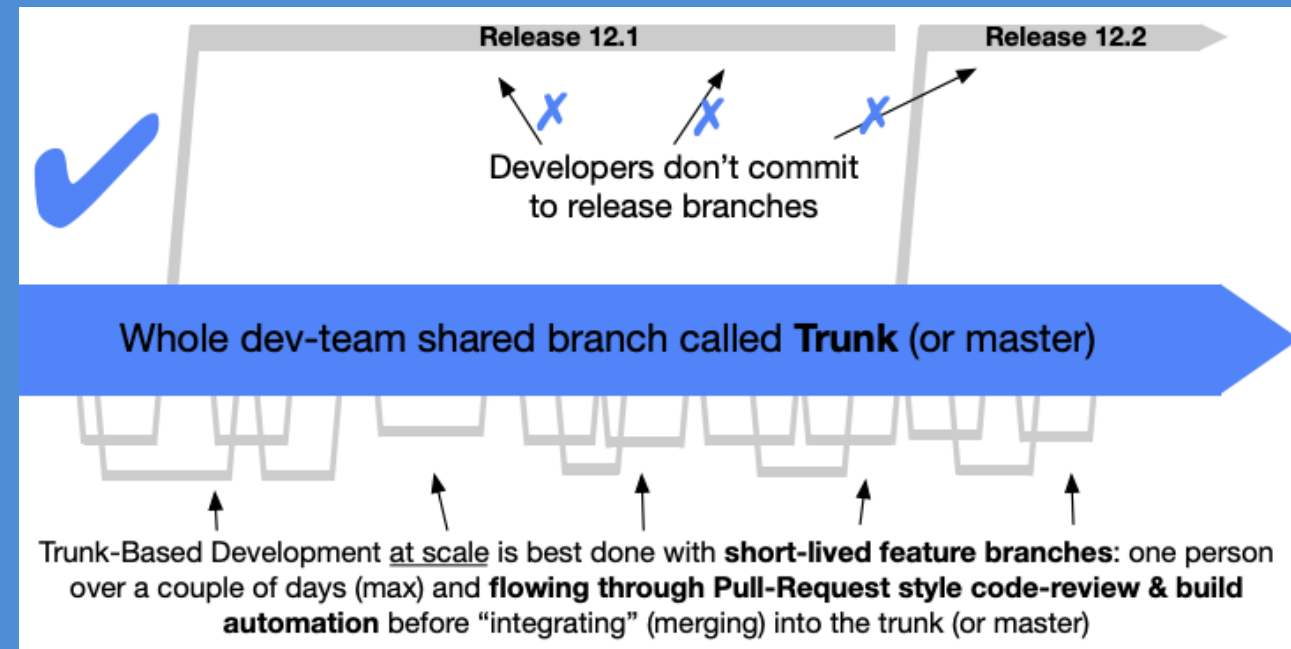 Release 12.1
Release 12.2
Developers don’t commit
to release branches
Whole dev-team shared branch called Trunk (or master)
Trunk-Based Development at scale is best done with short-lived feature branches: one person
over a couple of days (max) and flowing through Pull-Request style code-review & build
automation before “integrating” (merging) into the trunk (or master)